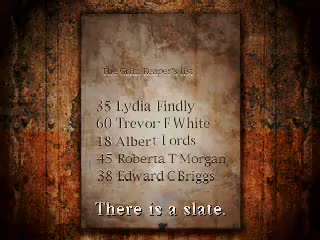 The Grim Reaper's list
35 Lydia Findly
60 Trevor F White
18 Albert Lords
45 Roberta T Morgan
38 Edward C Briggs
There is a slate.